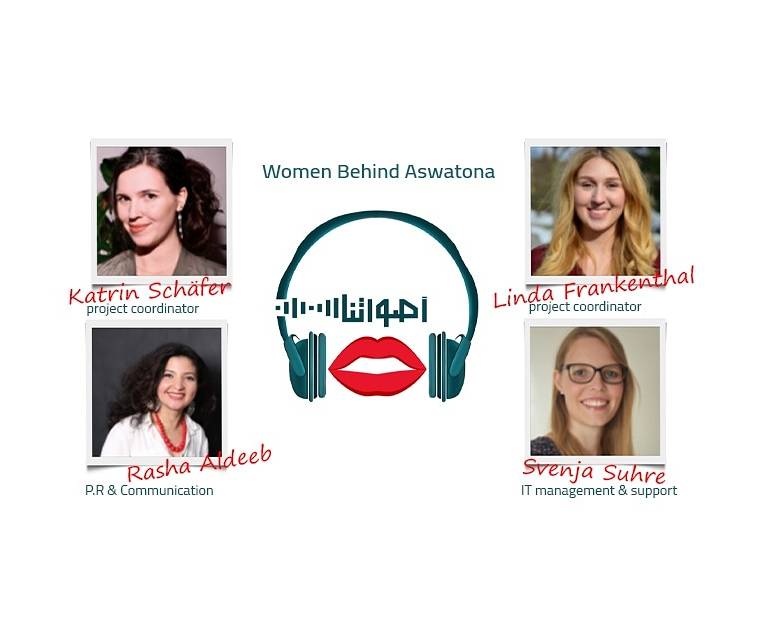 Women Behind Aswatona
أصواتنا
Katrin Schäfer
project coordinator
Linda Frankenthal
project coordinator
Rasha Aldeeb
P.R & Communication
Svenja Suhre
IT management & support